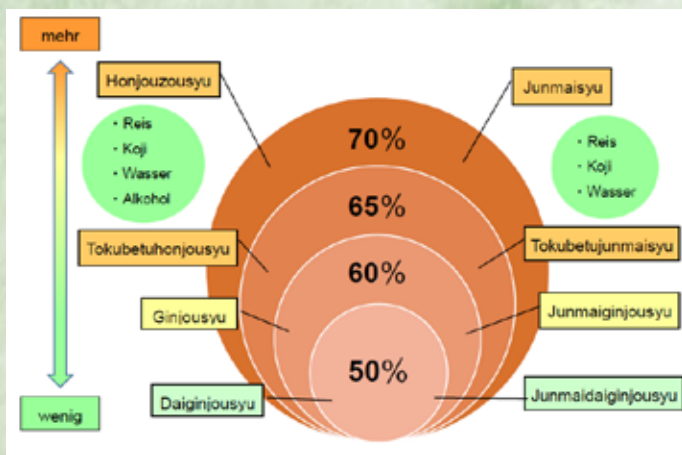 mehr
Honjouzousyu
Junmaisyu
・Reis
・Koji
・Wasser
・Alkohol
70%
・Reis
・Koji
・Wasser
65%
Tokubetuhonjousyu
Tokubetujunmaisyu
60%
Ginjousyu
Junmaiginjousyu
50%
Daiginjousyu
Junmaidaiginjousyu
wenig